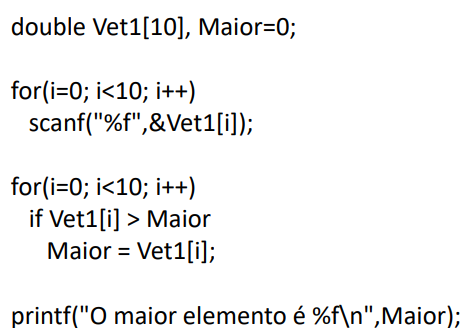 double Vet1[10], Maior=0;
for(i=0; i<10; i++)
scanf("%f",&Vet1[i]);
for(i=0; i<10; i++)
if Vet1[i] > Maior
Maior = Vet1[i];
printf("O maior elemento é %f\n",Maior);